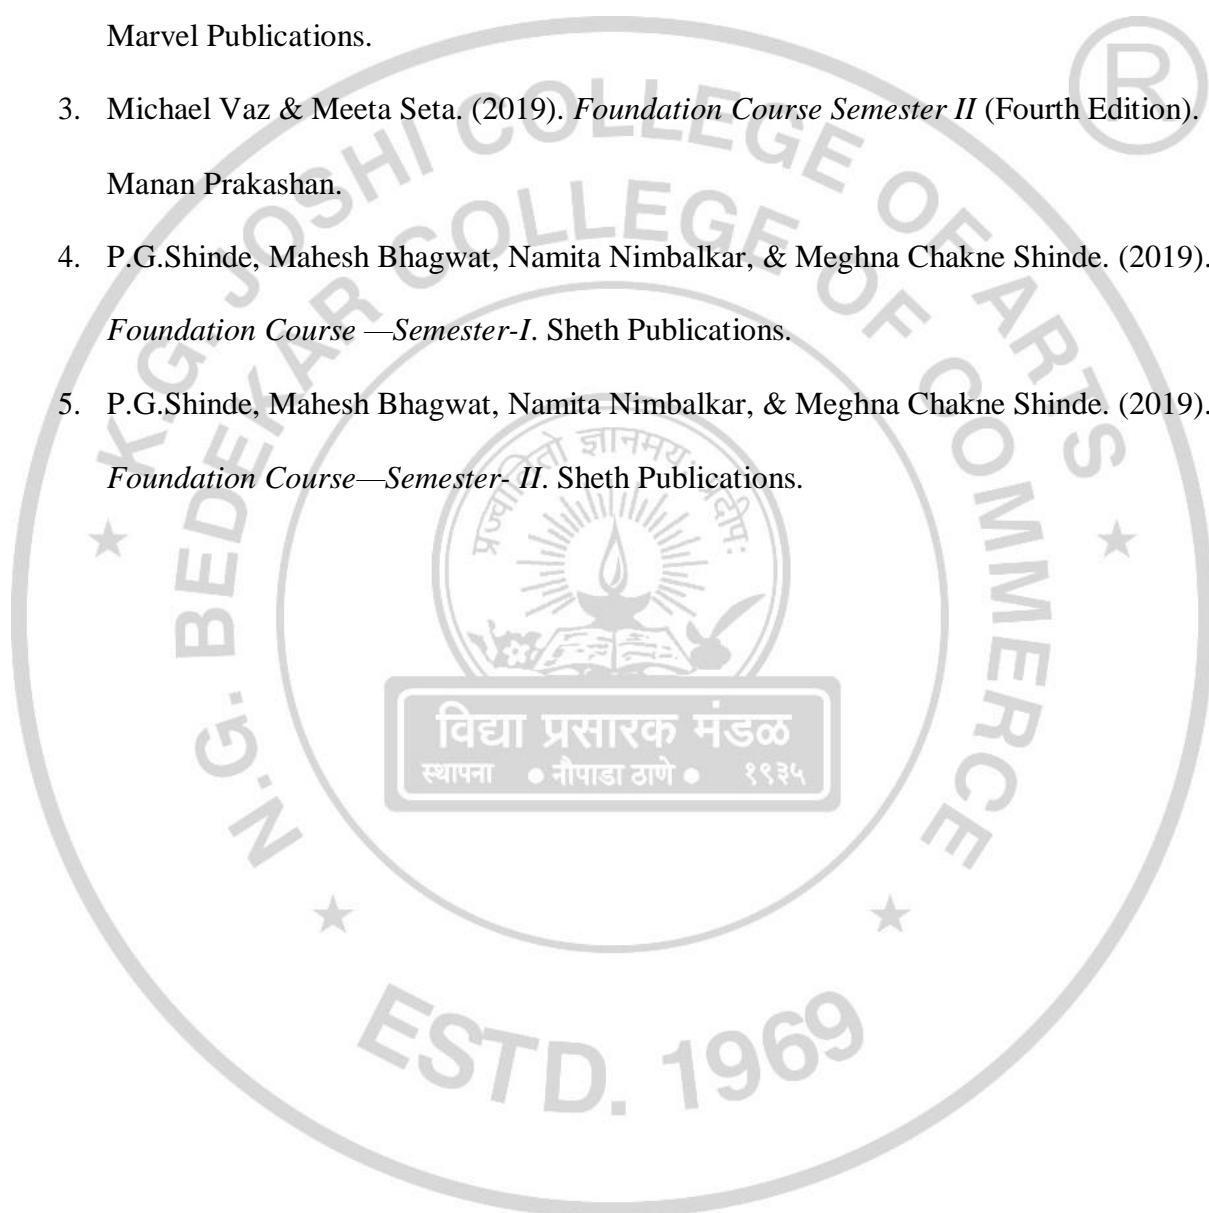 Marvel Publications.
3. Michael Vaz & Meeta Seta. (2019). Foundation Course Semester II (Fourth Edition).
Manan Prakashan.
4. P.G.Shinde, Mahesh Bhagwat, Namita Nimbalkar, & Meghna Chakne Shinde. (2019).
Foundation Course —Semester-I. Sheth Publications.
5. P.G.Shinde, Mahesh Bhagwat, Namita Nimbalkar, & Meghna Chakne Shinde. (2019).
Foundation Course—Semester- II. Sheth Publications.
R
K.G. JOSHI COLLEGE OF ARTS
N.G. BEDEKAR COLLEGE OF COMMERCE
प्रज्वालितो ज्ञानमयः प्रदीपः
विद्या प्रसारक मंडळ
स्थापना ● नौपाडा ठाणे ● १९३५
ESTD. 1969